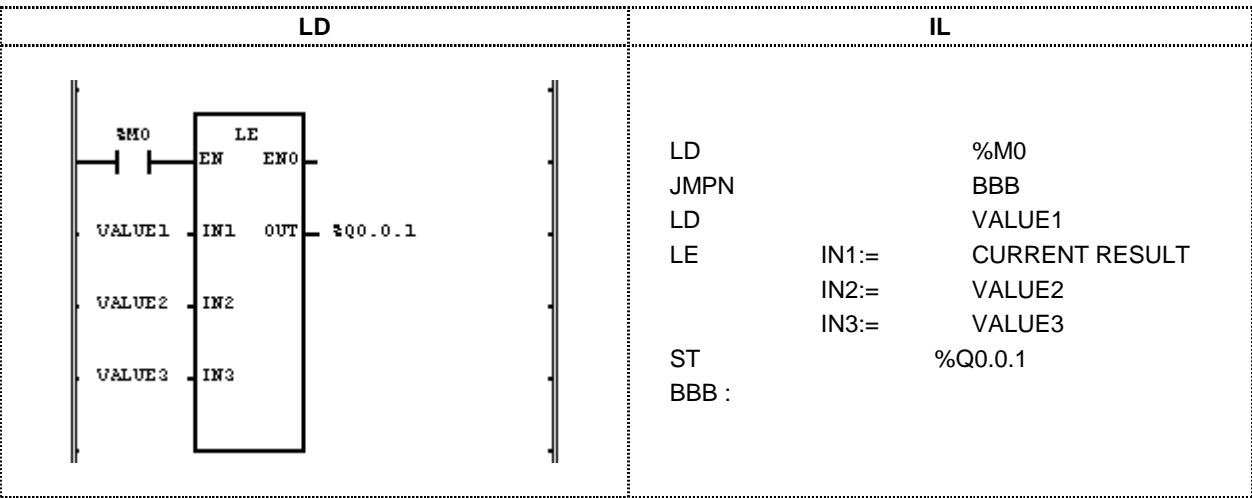 LD
IL
%M0
LE
EN ENO
VALUE1 IN1 OUT %Q0.0.1
VALUE2 IN2
VALUE3 IN3
LD %M0
JMPN BBB
LD VALUE1
LE IN1:= CURRENT RESULT
IN2:= VALUE2
IN3:= VALUE3
ST %Q0.0.1
BBB :